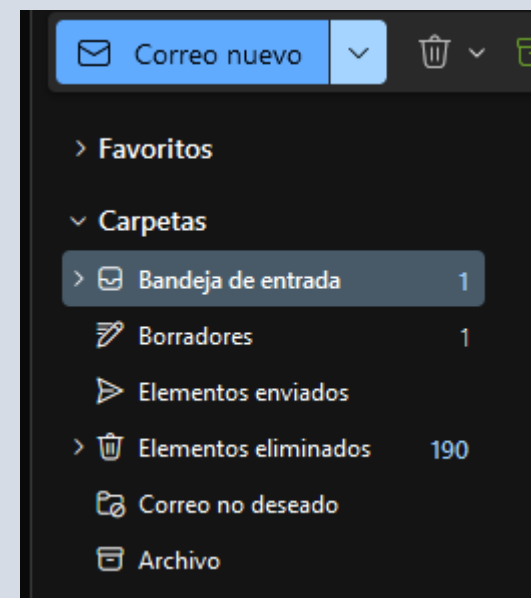 Correo nuevo
Favoritos
Carpetas
Bandeja de entrada 1
Borradores 1
Elementos enviados
Elementos eliminados 190
Correo no deseado
Archivo